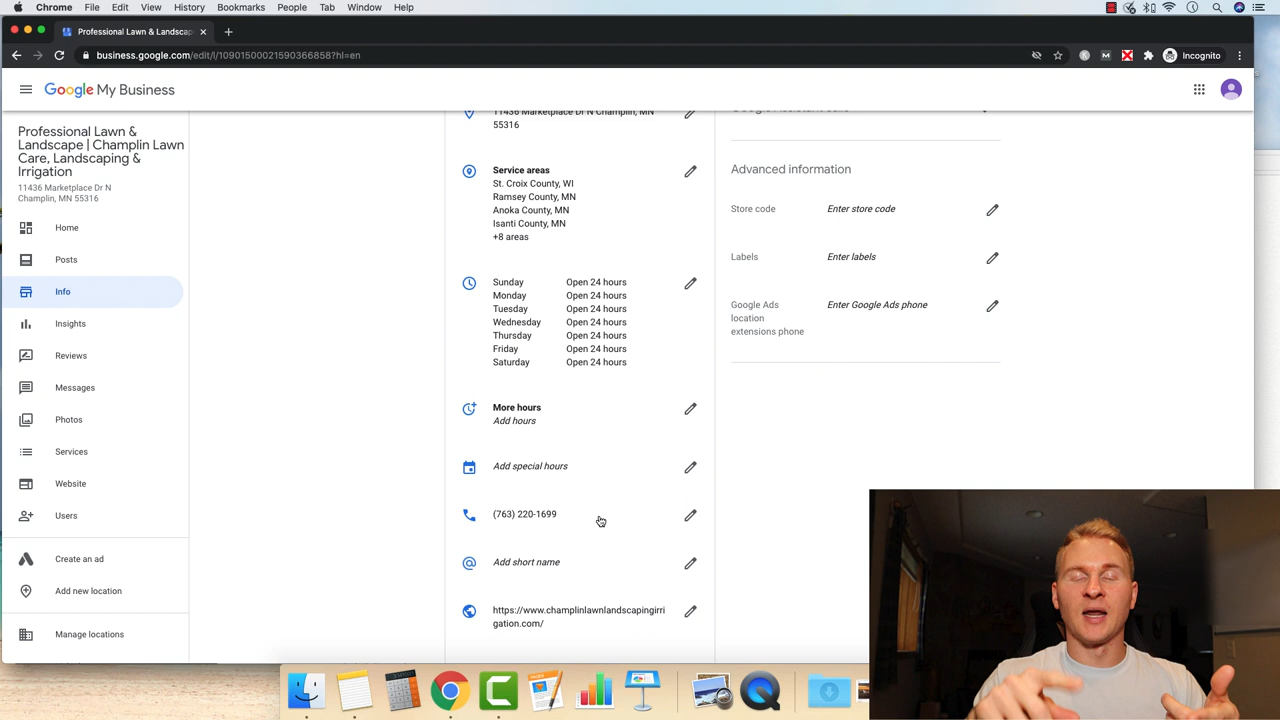 Chrome File Edit View History Bookmarks People Tab Window Help
Professional Lawn & Landscap
business.google.com/edit/l/10901500021590366858?hl=en
Incognito
Google My Business
Professional Lawn &
Landscape | Champlin Lawn
Care, Landscaping &
Irrigation
11436 Marketplace Dr N
Champlin, MN 55316
Home
Posts
Info
Insights
Reviews
Messages
Photos
Services
Website
Users
Create an ad
Add new location
Manage locations
11436 Marketplace Dr N Champlin, MN
55316
Service areas
St. Croix County, WI
Ramsey County, MN
Anoka County, MN
Isanti County, MN
+8 areas
Sunday Open 24 hours
Monday Open 24 hours
Tuesday Open 24 hours
Wednesday Open 24 hours
Thursday Open 24 hours
Friday Open 24 hours
Saturday Open 24 hours
More hours
Add hours
Add special hours
(763) 220-1699
Add short name
https://www.champlinlawnlandscapingirri
gation.com/
Advanced information
Store code Enter store code
Labels Enter labels
Google Ads
location
extensions phone
Enter Google Ads phone